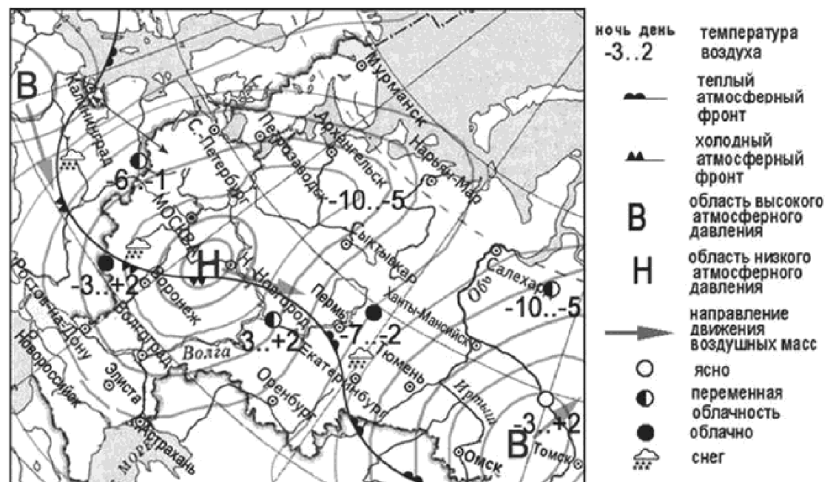 В
Калининград
С.-Петербург
Мурманск
Петрозаводск
Архангельск
Нарьян-Мар
-6..-1
МОСКВА
-10..-5
Сыктывкар
Салехард
Обь
-10..-5
Н
Н. Новгород
-3..+2
Воронеж
Пермь
Ханты-Мансийск
Ростов-на-Дону
Волгоград
Волга
3..+2
-7..-2
Екатеринбург
Тюмень
Иртыш
Новороссийск
Элиста
Оренбург
-3..+2
В
Астрахань
МОРЕ
Омск
Томск
ночь день
-3..2
температура
воздуха
теплый
атмосферный
фронт
холодный
атмосферный
фронт
В
область высокого
атмосферного
давления
Н
область низкого
атмосферного
давления
направление
движения
воздушных масс
ясно
переменная
облачность
облачно
снег